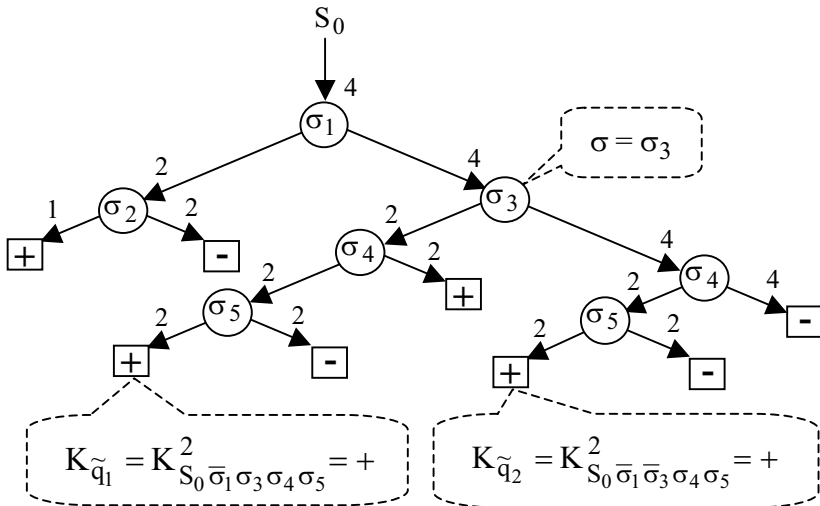 S₀
4
σ₁
2 4 σ = σ₃
1 σ₂ 2 2 σ₃
+ - σ₄ 2 4
2 + 2 σ₄ 4
2 σ₅ 2 σ₅ -
+ - 2 2
+ -
K_{q̃₁} = K²_{S₀ σ̅₁ σ₃ σ₄ σ₅} = + K_{q̃₂} = K²_{S₀ σ̅₁ σ̅₃ σ₄ σ₅} = +